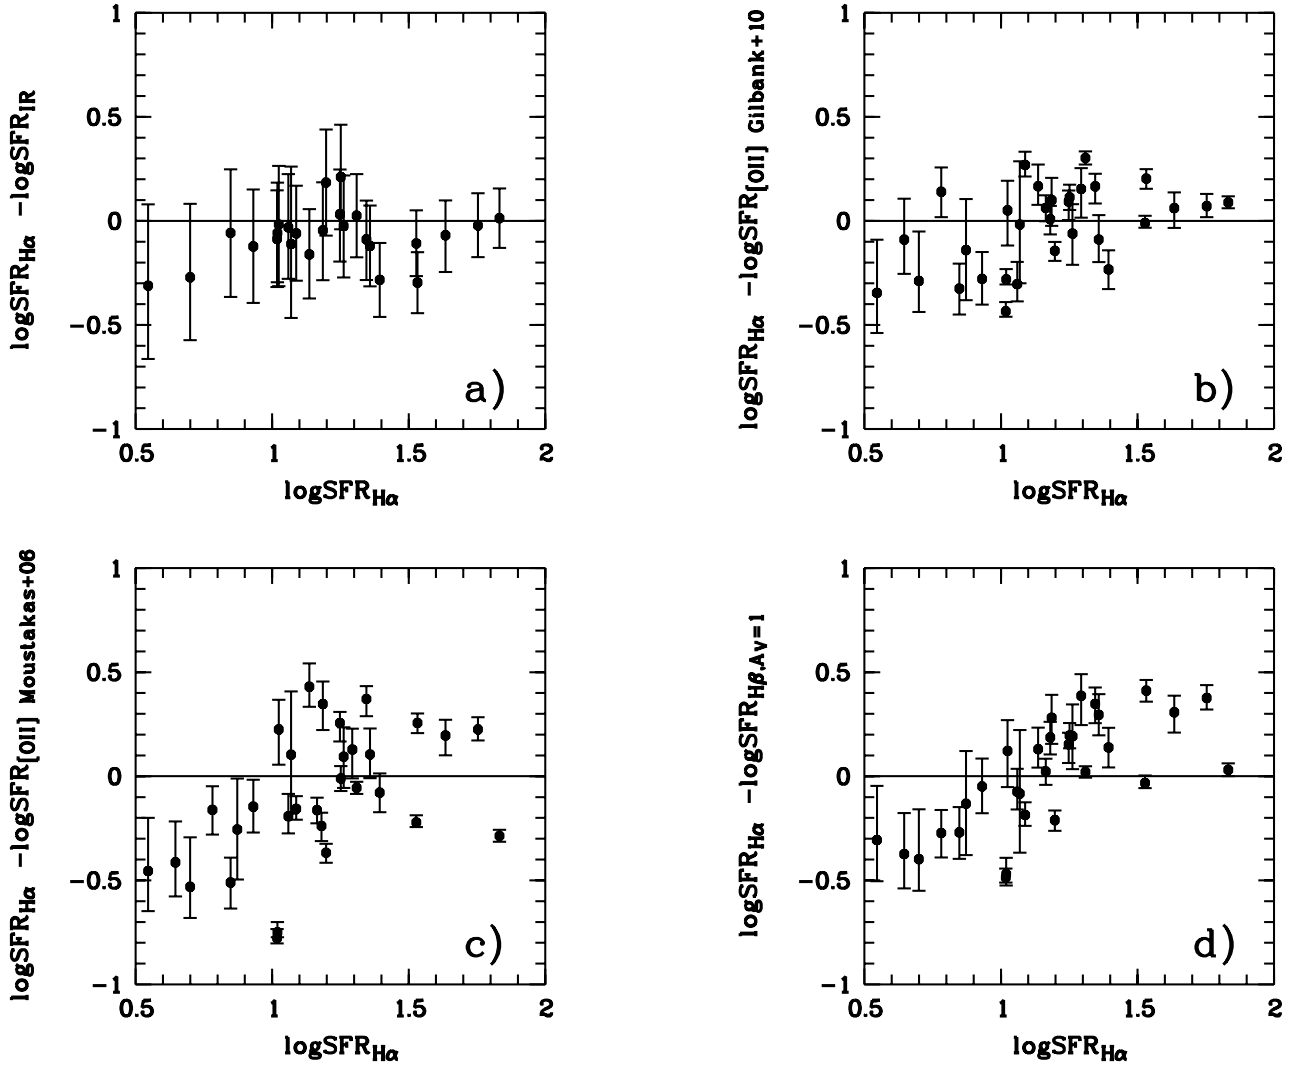 1
0.5
0
−0.5
−1
0.5 1 1.5 2
logSFRHα −logSFRIR
logSFRHα
a)
1
0.5
0
−0.5
−1
0.5 1 1.5 2
logSFRHα −logSFR[OII] Gilbank+10
logSFRHα
b)
1
0.5
0
−0.5
−1
0.5 1 1.5 2
logSFRHα −logSFR[OII] Moustakas+06
logSFRHα
c)
1
0.5
0
−0.5
−1
0.5 1 1.5 2
logSFRHα −logSFRHβ,Av=1
logSFRHα
d)